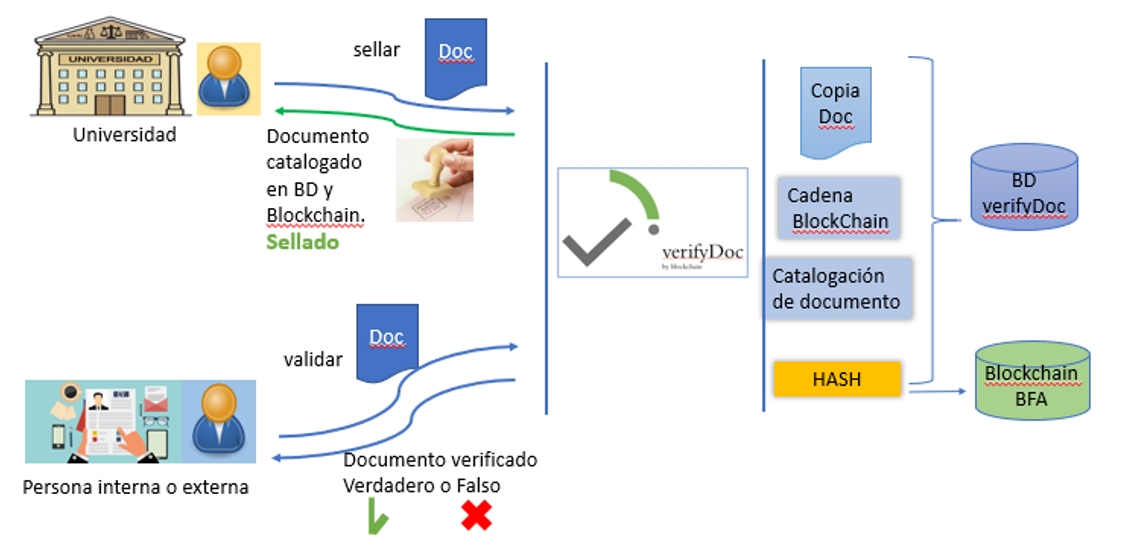 UNIVERSIDAD
Universidad
sellar
Doc
Documento
catalogado
en BD y
Blockchain.
Sellado
validar
Doc
Persona interna o externa
Documento verificado
Verdadero o Falso
verifyDoc
by blockchain
Copia
Doc
Cadena
BlockChain
Catalogación
de documento
HASH
BD
verifyDoc
Blockchain
BFA